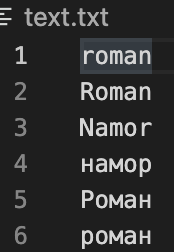 text.txt
1 roman
2 Roman
3 Namor
4 намор
5 Роман
6 роман